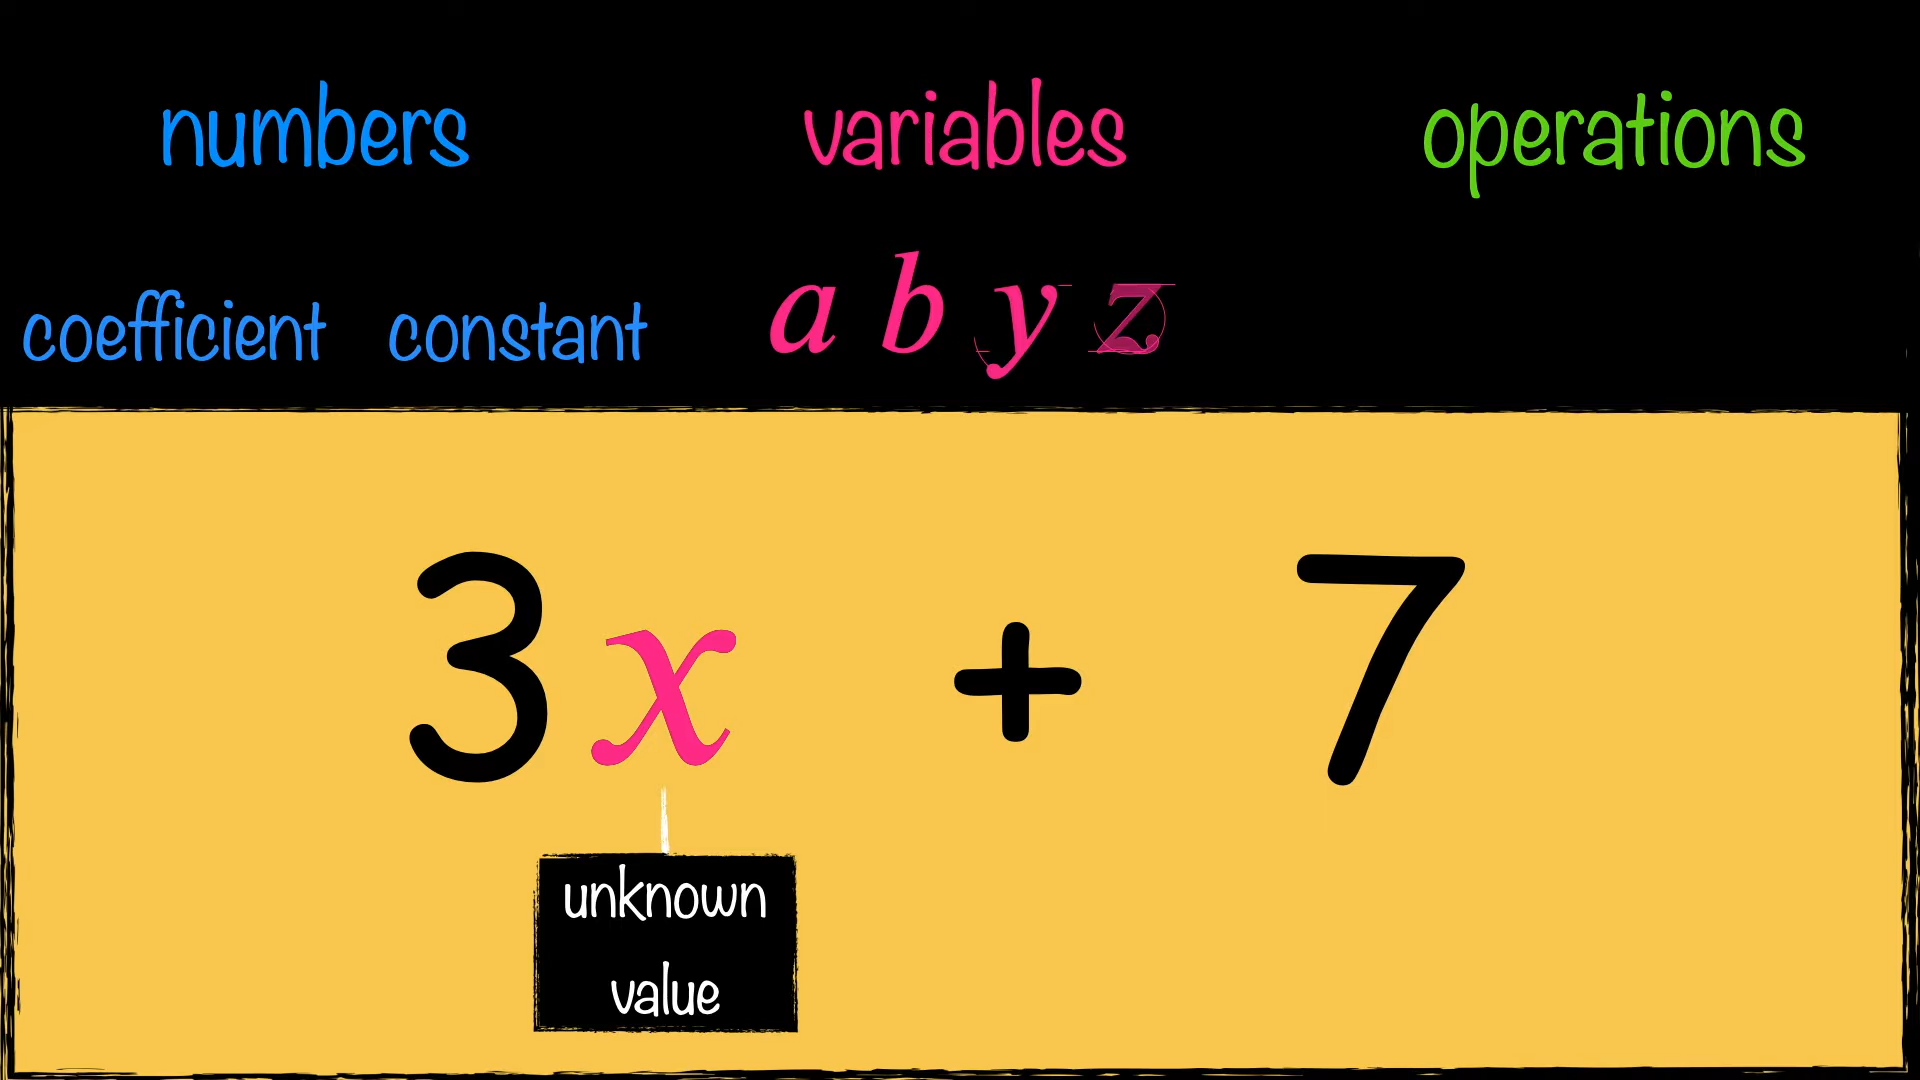 numbers variables operations
coefficient constant a b y z
3x + 7
unknown
value